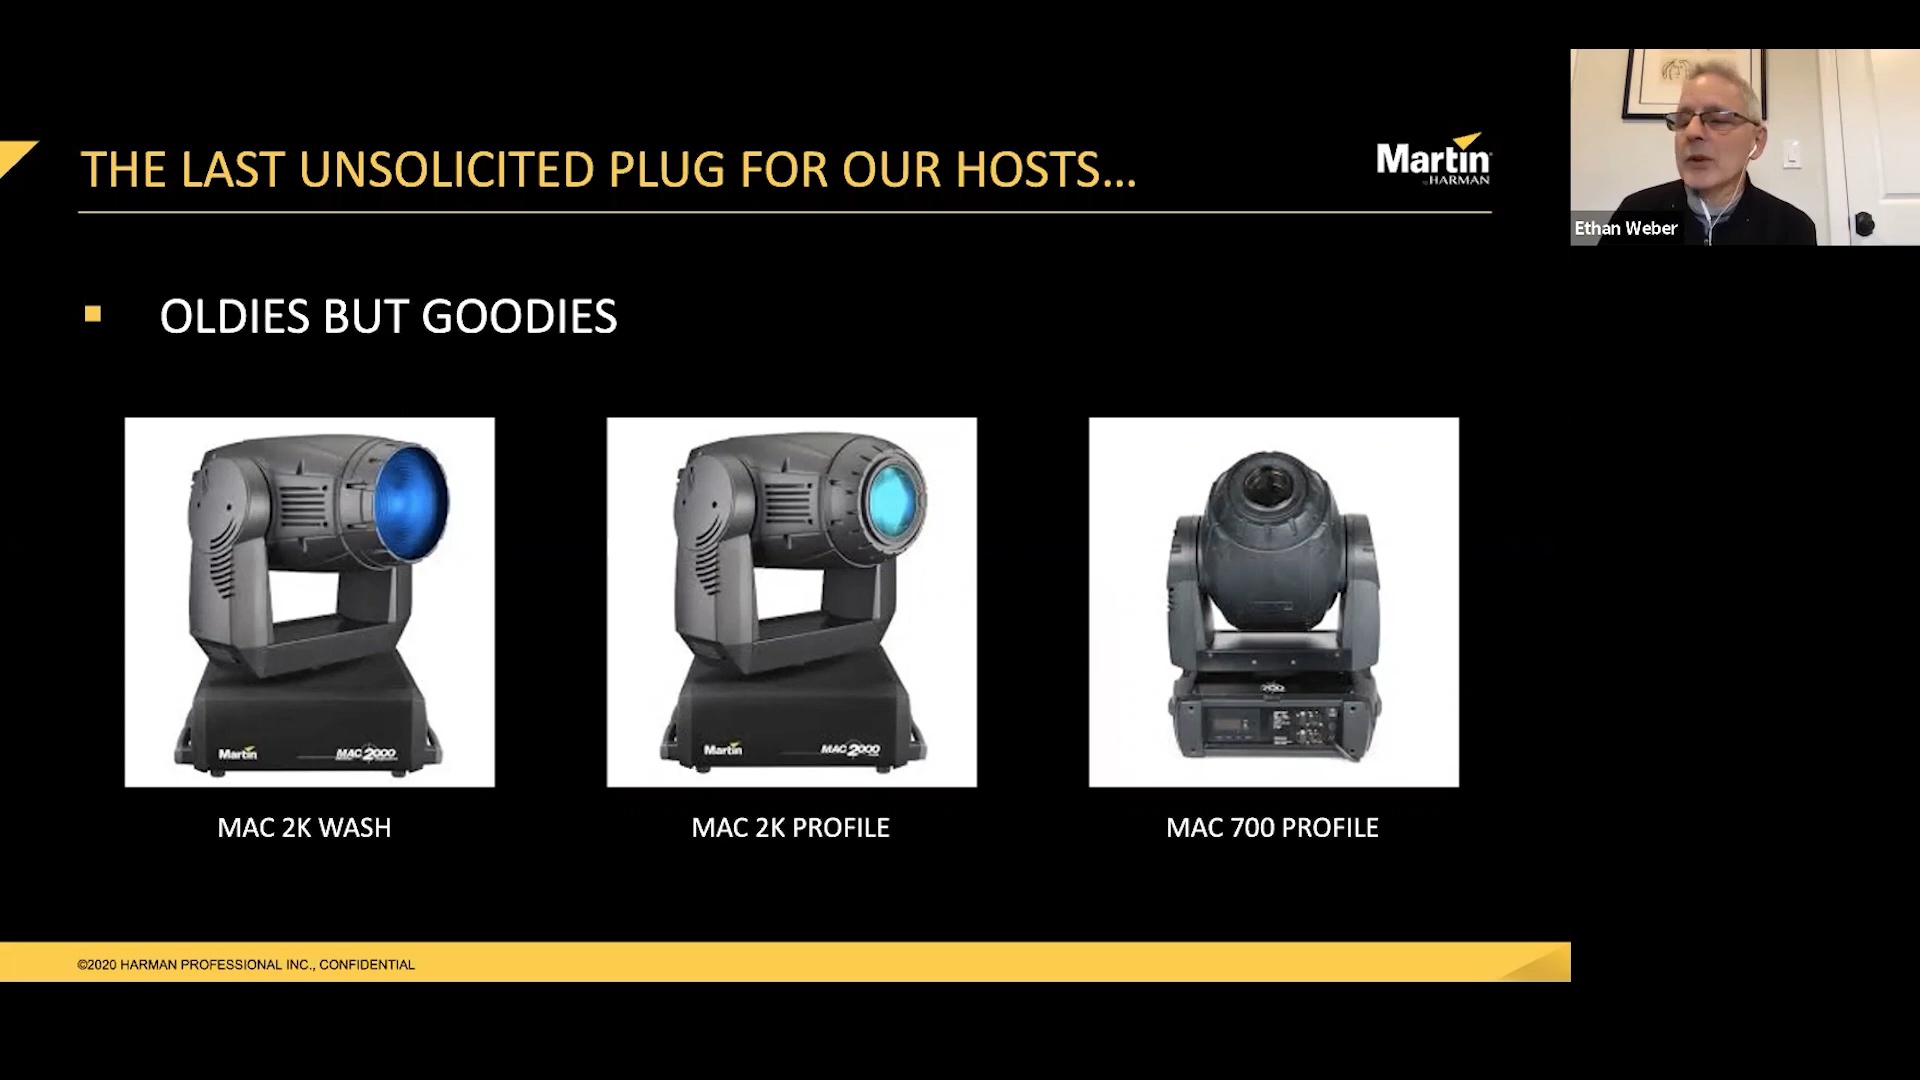 THE LAST UNSOLICITED PLUG FOR OUR HOSTS...
Martin
by HARMAN
Ethan Weber
OLDIES BUT GOODIES
Martin
MAC 2000
Martin
MAC 2000
700
MAC 2K WASH
MAC 2K PROFILE
MAC 700 PROFILE
©2020 HARMAN PROFESSIONAL INC., CONFIDENTIAL